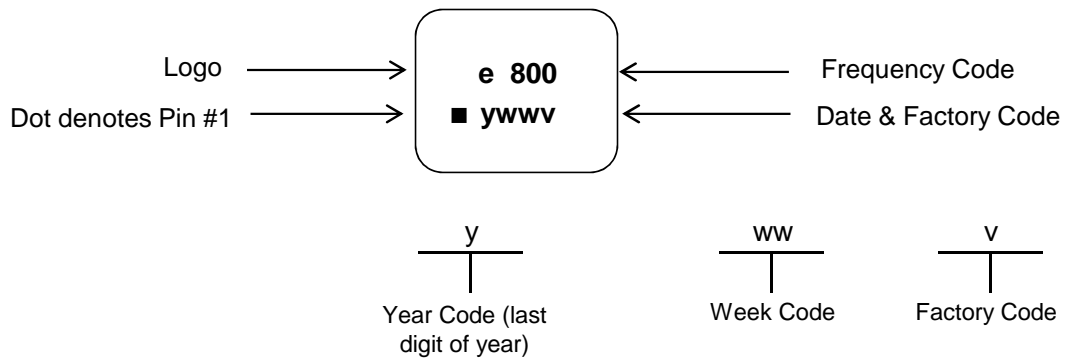 Logo
e 800
Frequency Code
Dot denotes Pin #1
■ ywwv
Date & Factory Code
y
ww
v
Year Code (last
digit of year)
Week Code
Factory Code